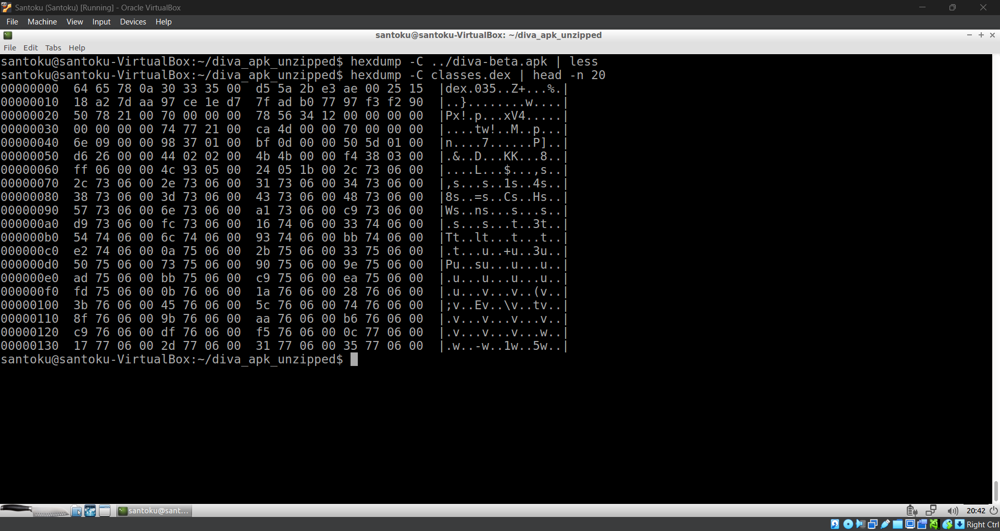 Santoku (Santoku) [Running] - Oracle VirtualBox
File Machine View Input Devices Help
santoku@santoku-VirtualBox: ~/diva_apk_unzipped
File Edit Tabs Help
santoku@santoku-VirtualBox:~/diva_apk_unzipped$ hexdump -C ../diva-beta.apk | less
santoku@santoku-VirtualBox:~/diva_apk_unzipped$ hexdump -C classes.dex | head -n 20
00000000  64 65 78 0a 30 33 35 00  d5 5a 2b e3 ae 00 25 15  |dex.035..Z+...%.|
00000010  18 a2 7d aa 97 ce 1e d7  7f ad b0 77 97 f3 f2 90  |..}........w....|
00000020  50 78 21 00 70 00 00 00  78 56 34 12 00 00 00 00  |Px!.p...xV4.....|
00000030  00 00 00 00 74 77 21 00  ca 4d 00 00 70 00 00 00  |....tw!..M..p...|
00000040  6e 09 00 00 98 37 01 00  bf 0d 00 00 50 5d 01 00  |n....7......P]..|
00000050  d6 26 00 00 44 02 02 00  4b 4b 00 00 f4 38 03 00  |.&..D...KK...8..|
00000060  ff 06 00 00 4c 93 05 00  24 05 1b 00 2c 73 06 00  |....L...$...,s..|
00000070  2c 73 06 00 2e 73 06 00  31 73 06 00 34 73 06 00  |,s...s..1s..4s..|
00000080  38 73 06 00 3d 73 06 00  43 73 06 00 48 73 06 00  |8s..=s..Cs..Hs..|
00000090  57 73 06 00 6e 73 06 00  a1 73 06 00 c9 73 06 00  |Ws..ns...s...s..|
000000a0  d9 73 06 00 fc 73 06 00  16 74 06 00 33 74 06 00  |.s...s...t..3t..|
000000b0  54 74 06 00 6c 74 06 00  93 74 06 00 bb 74 06 00  |Tt..lt...t...t..|
000000c0  e2 74 06 00 0a 75 06 00  2b 75 06 00 33 75 06 00  |.t...u..+u..3u..|
000000d0  50 75 06 00 73 75 06 00  90 75 06 00 9e 75 06 00  |Pu..su...u...u..|
000000e0  ad 75 06 00 bb 75 06 00  c9 75 06 00 ea 75 06 00  |.u...u...u...u..|
000000f0  fd 75 06 00 0b 76 06 00  1a 76 06 00 28 76 06 00  |.u...v...v..(v..|
00000100  3b 76 06 00 45 76 06 00  5c 76 06 00 74 76 06 00  |;v..Ev..\v..tv..|
00000110  8f 76 06 00 9b 76 06 00  aa 76 06 00 b6 76 06 00  |.v...v...v...v..|
00000120  c9 76 06 00 df 76 06 00  f5 76 06 00 0c 77 06 00  |.v...v...v...w..|
00000130  17 77 06 00 2d 77 06 00  31 77 06 00 35 77 06 00  |.w..-w..1w..5w..|
santoku@santoku-VirtualBox:~/diva_apk_unzipped$
santoku@sant...
20:42
Right Ctrl